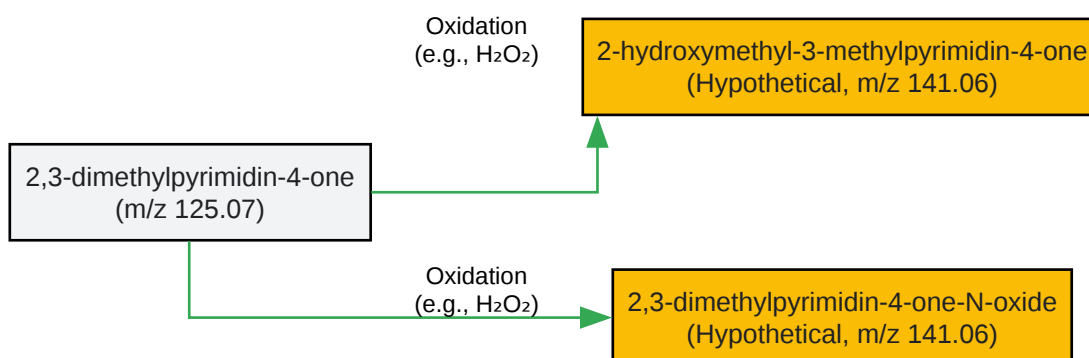 Oxidation
(e.g., H₂O₂)
2-hydroxymethyl-3-methylpyrimidin-4-one
(Hypothetical, m/z 141.06)
2,3-dimethylpyrimidin-4-one
(m/z 125.07)
Oxidation
(e.g., H₂O₂)
2,3-dimethylpyrimidin-4-one-N-oxide
(Hypothetical, m/z 141.06)